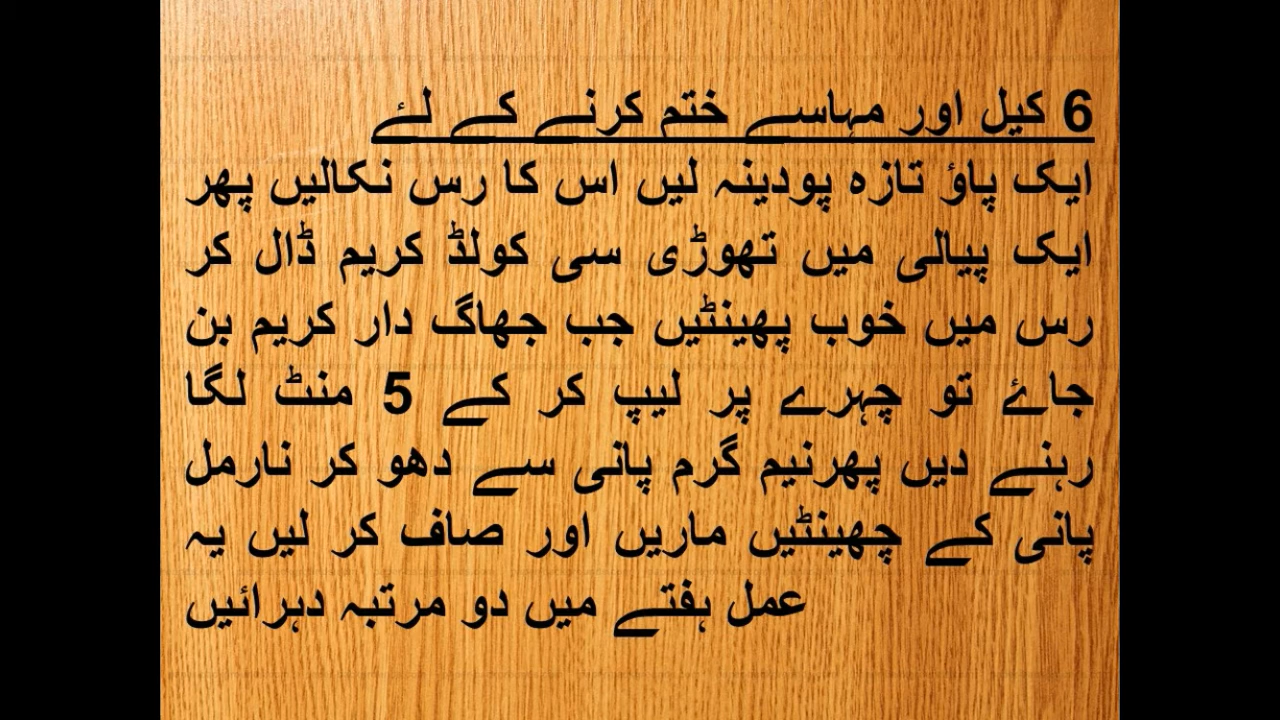 6 کیل اور مہاسے ختم کرنے کے لئے
ایک پاؤ تازہ پودینہ لیں اس کا رس نکالیں پھر
ایک پیالی میں تھوڑی سی کولڈ کریم ڈال کر
رس میں خوب پھینٹیں جب جھاگ دار کریم بن
جاۓ تو چہرے پر لیپ کر کے 5 منٹ لگا
رہنے دیں پھرنیم گرم پانی سے دھو کر نارمل
پانی کے چھینٹیں ماریں اور صاف کر لیں یہ
عمل ہفتے میں دو مرتبہ دہرائیں